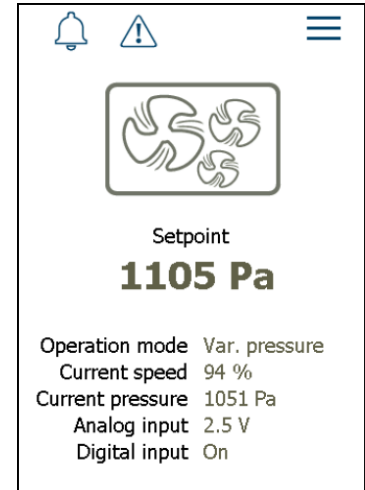 Setpoint
1105 Pa
Operation mode Var. pressure
Current speed 94 %
Current pressure 1051 Pa
Analog input 2.5 V
Digital input On